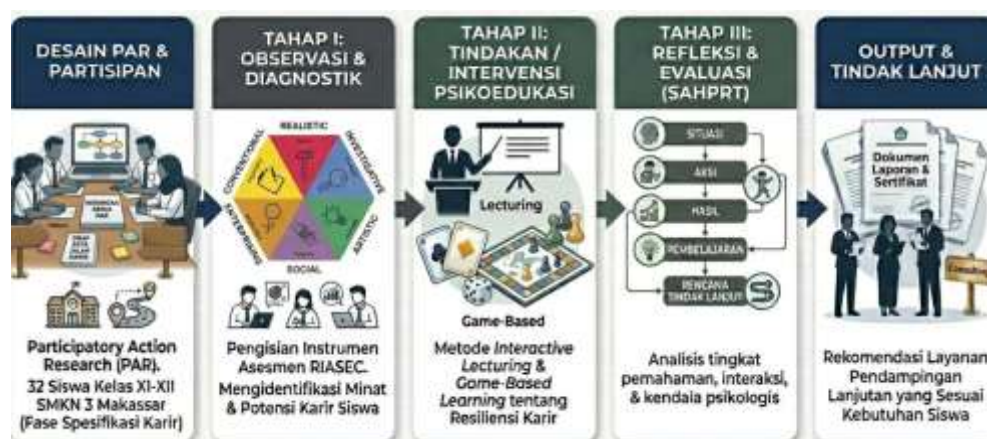 DESAIN PAR &
PARTISIPAN
Participatory Action
Research (PAR).
32 Siswa Kelas XI-XII
SMKN 3 Makassar
(Fase Spesifikasi Karir)
TAHAP I:
OBSERVASI &
DIAGNOSTIK
REALISTIC
INVESTIGATIVE
ARTISTIC
SOCIAL
ENTERPRISING
CONVENTIONAL
Pengisian Instrumen
Asesmen RIASEC.
Mengidentifikasi Minat
& Potensi Karir Siswa
TAHAP II:
TINDAKAN /
INTERVENSI
PSIKOEDUKASI
Lecturing
Game-Based
Metode Interactive
Lecturing &
Game-Based
Learning tentang
Resiliensi Karir
TAHAP III:
REFLEKSI &
EVALUASI
(SAHPRT)
SITUASI
AKSI
HASIL
PEMBELAJARAN
RENCANA
TINDAK LANJUT
Analisis tingkat
pemahaman, interaksi,
& kendala psikologis
OUTPUT &
TINDAK LANJUT
Dokumen
Laporan &
Sertifikat
Rekomendasi Layanan
Pendampingan
Lanjutan yang Sesuai
Kebutuhan Siswa